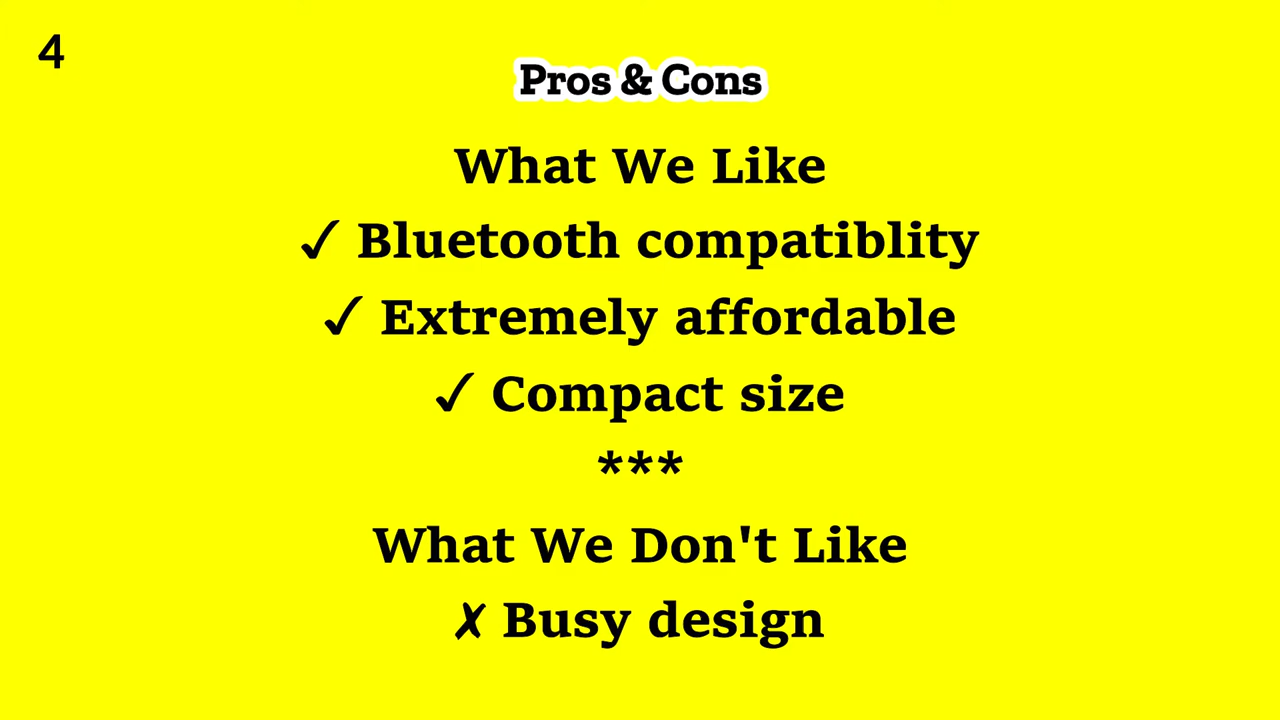 4
Pros & Cons
What We Like
✓ Bluetooth compatiblity
✓ Extremely affordable
✓ Compact size
***
What We Don't Like
✗ Busy design